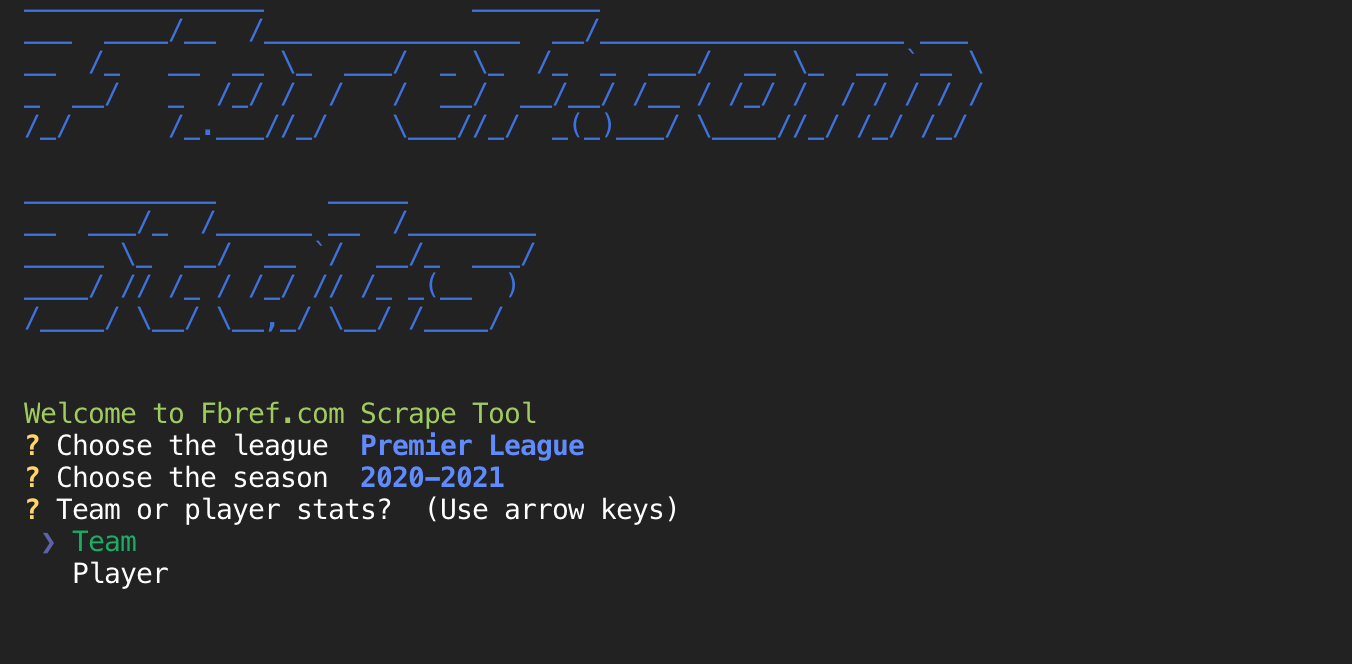 Fbref.com
Stats
Welcome to Fbref.com Scrape Tool
? Choose the league  Premier League
? Choose the season  2020-2021
? Team or player stats?  (Use arrow keys)
❯ Team
Player